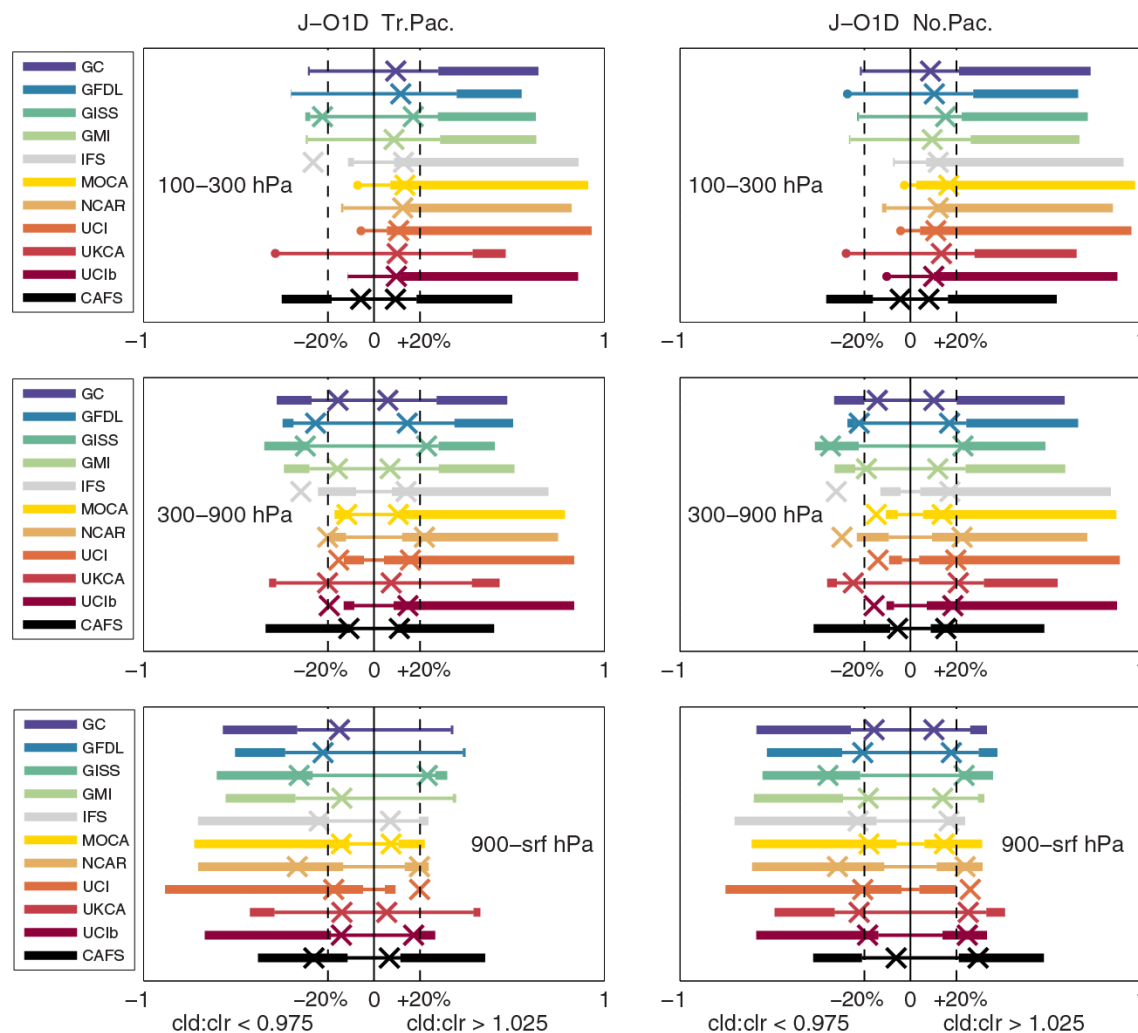 J−O1D Tr.Pac.
J−O1D No.Pac.
GC
GFDL
GISS
GMI
IFS
MOCA
NCAR
UCI
UKCA
UCIb
CAFS
100−300 hPa
100−300 hPa
−1 −20% 0 +20% 1
−1 −20% 0 +20% 1
GC
GFDL
GISS
GMI
IFS
MOCA
NCAR
UCI
UKCA
UCIb
CAFS
300−900 hPa
300−900 hPa
−1 −20% 0 +20% 1
−1 −20% 0 +20% 1
GC
GFDL
GISS
GMI
IFS
MOCA
NCAR
UCI
UKCA
UCIb
CAFS
900−srf hPa
900−srf hPa
−1 −20% 0 +20% 1
−1 −20% 0 +20% 1
cld:clr < 0.975 cld:clr > 1.025
cld:clr < 0.975 cld:clr > 1.025